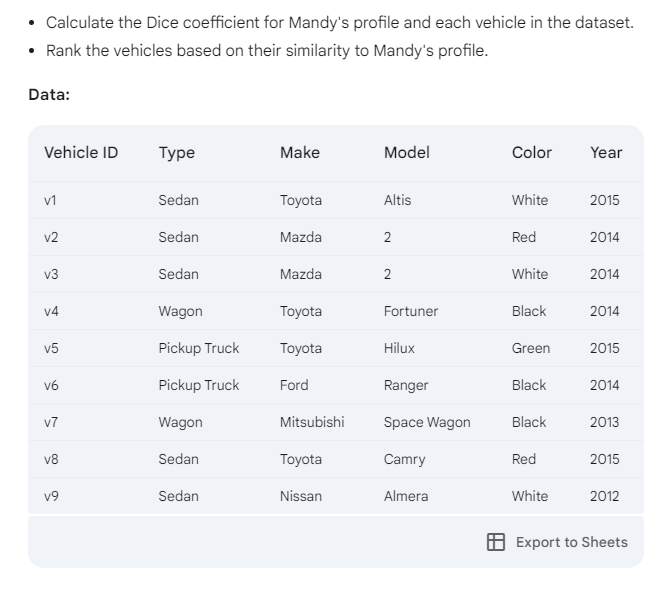 • Calculate the Dice coefficient for Mandy's profile and each vehicle in the dataset.
• Rank the vehicles based on their similarity to Mandy's profile.
Data:
Vehicle ID Type Make Model Color Year
v1 Sedan Toyota Altis White 2015
v2 Sedan Mazda 2 Red 2014
v3 Sedan Mazda 2 White 2014
v4 Wagon Toyota Fortuner Black 2014
v5 Pickup Truck Toyota Hilux Green 2015
v6 Pickup Truck Ford Ranger Black 2014
v7 Wagon Mitsubishi Space Wagon Black 2013
v8 Sedan Toyota Camry Red 2015
v9 Sedan Nissan Almera White 2012
Export to Sheets